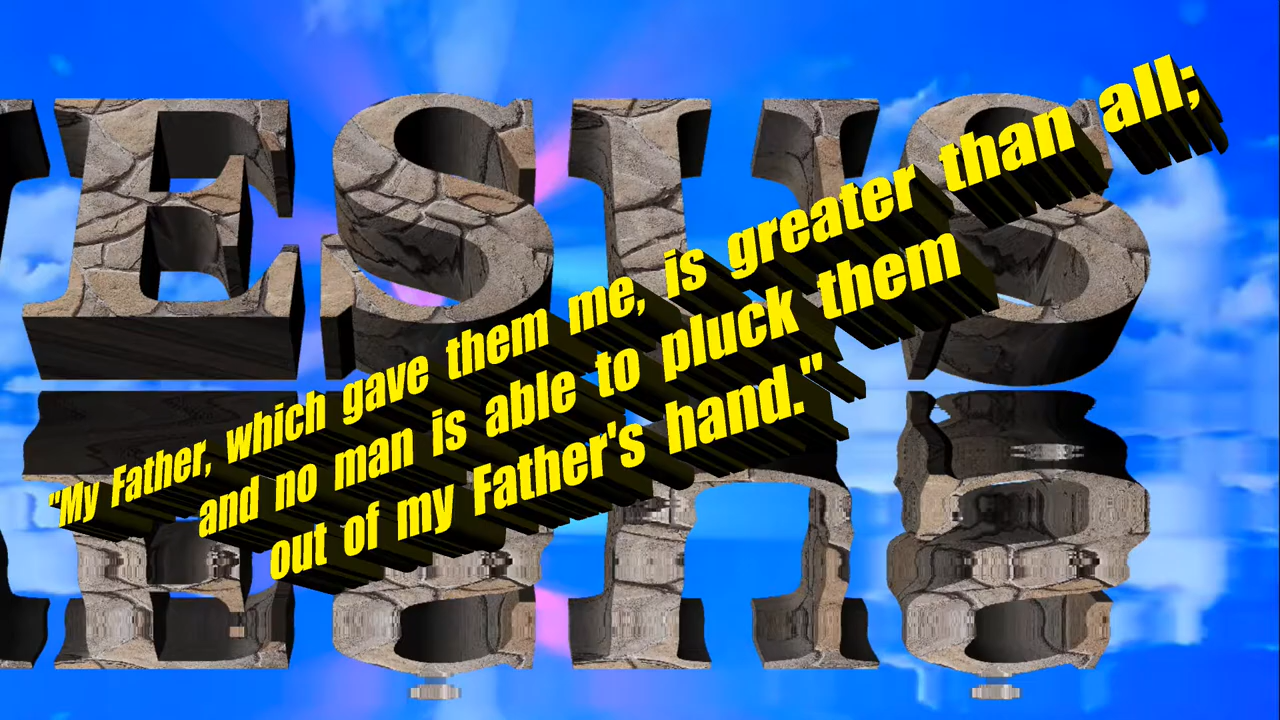 ESUS
"My Father, which gave them me, is greater than all;
and no man is able to pluck them
out of my Father's hand."